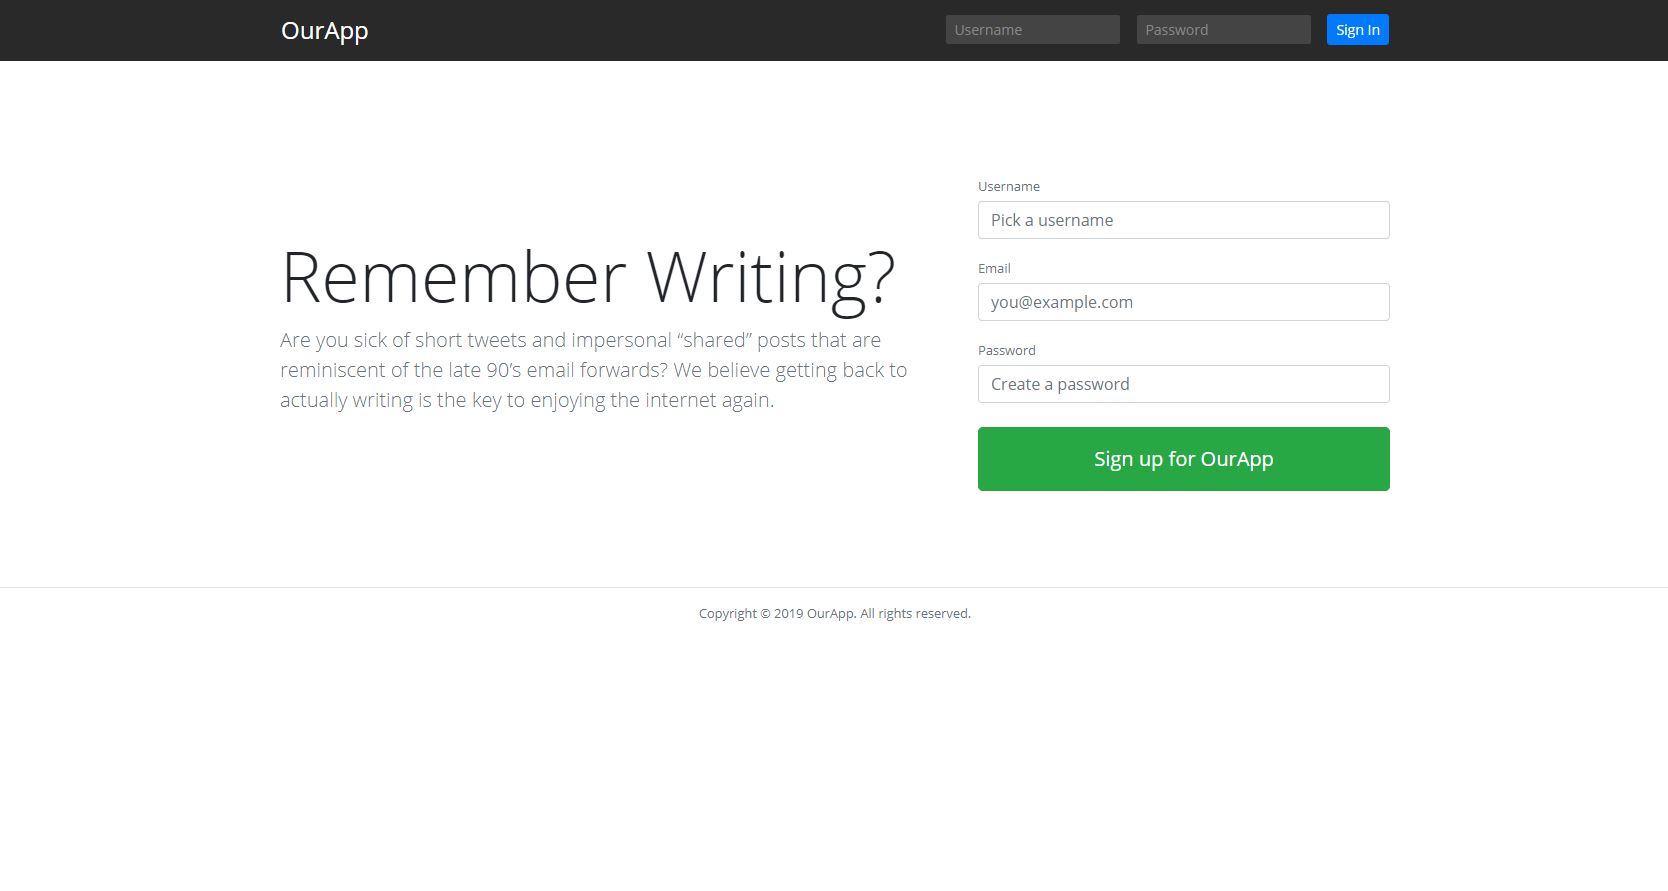 OurApp
Username
Password
Sign In
Remember Writing?
Are you sick of short tweets and impersonal “shared” posts that are
reminiscent of the late 90’s email forwards? We believe getting back to
actually writing is the key to enjoying the internet again.
Username
Pick a username
Email
you@example.com
Password
Create a password
Sign up for OurApp
Copyright © 2019 OurApp. All rights reserved.